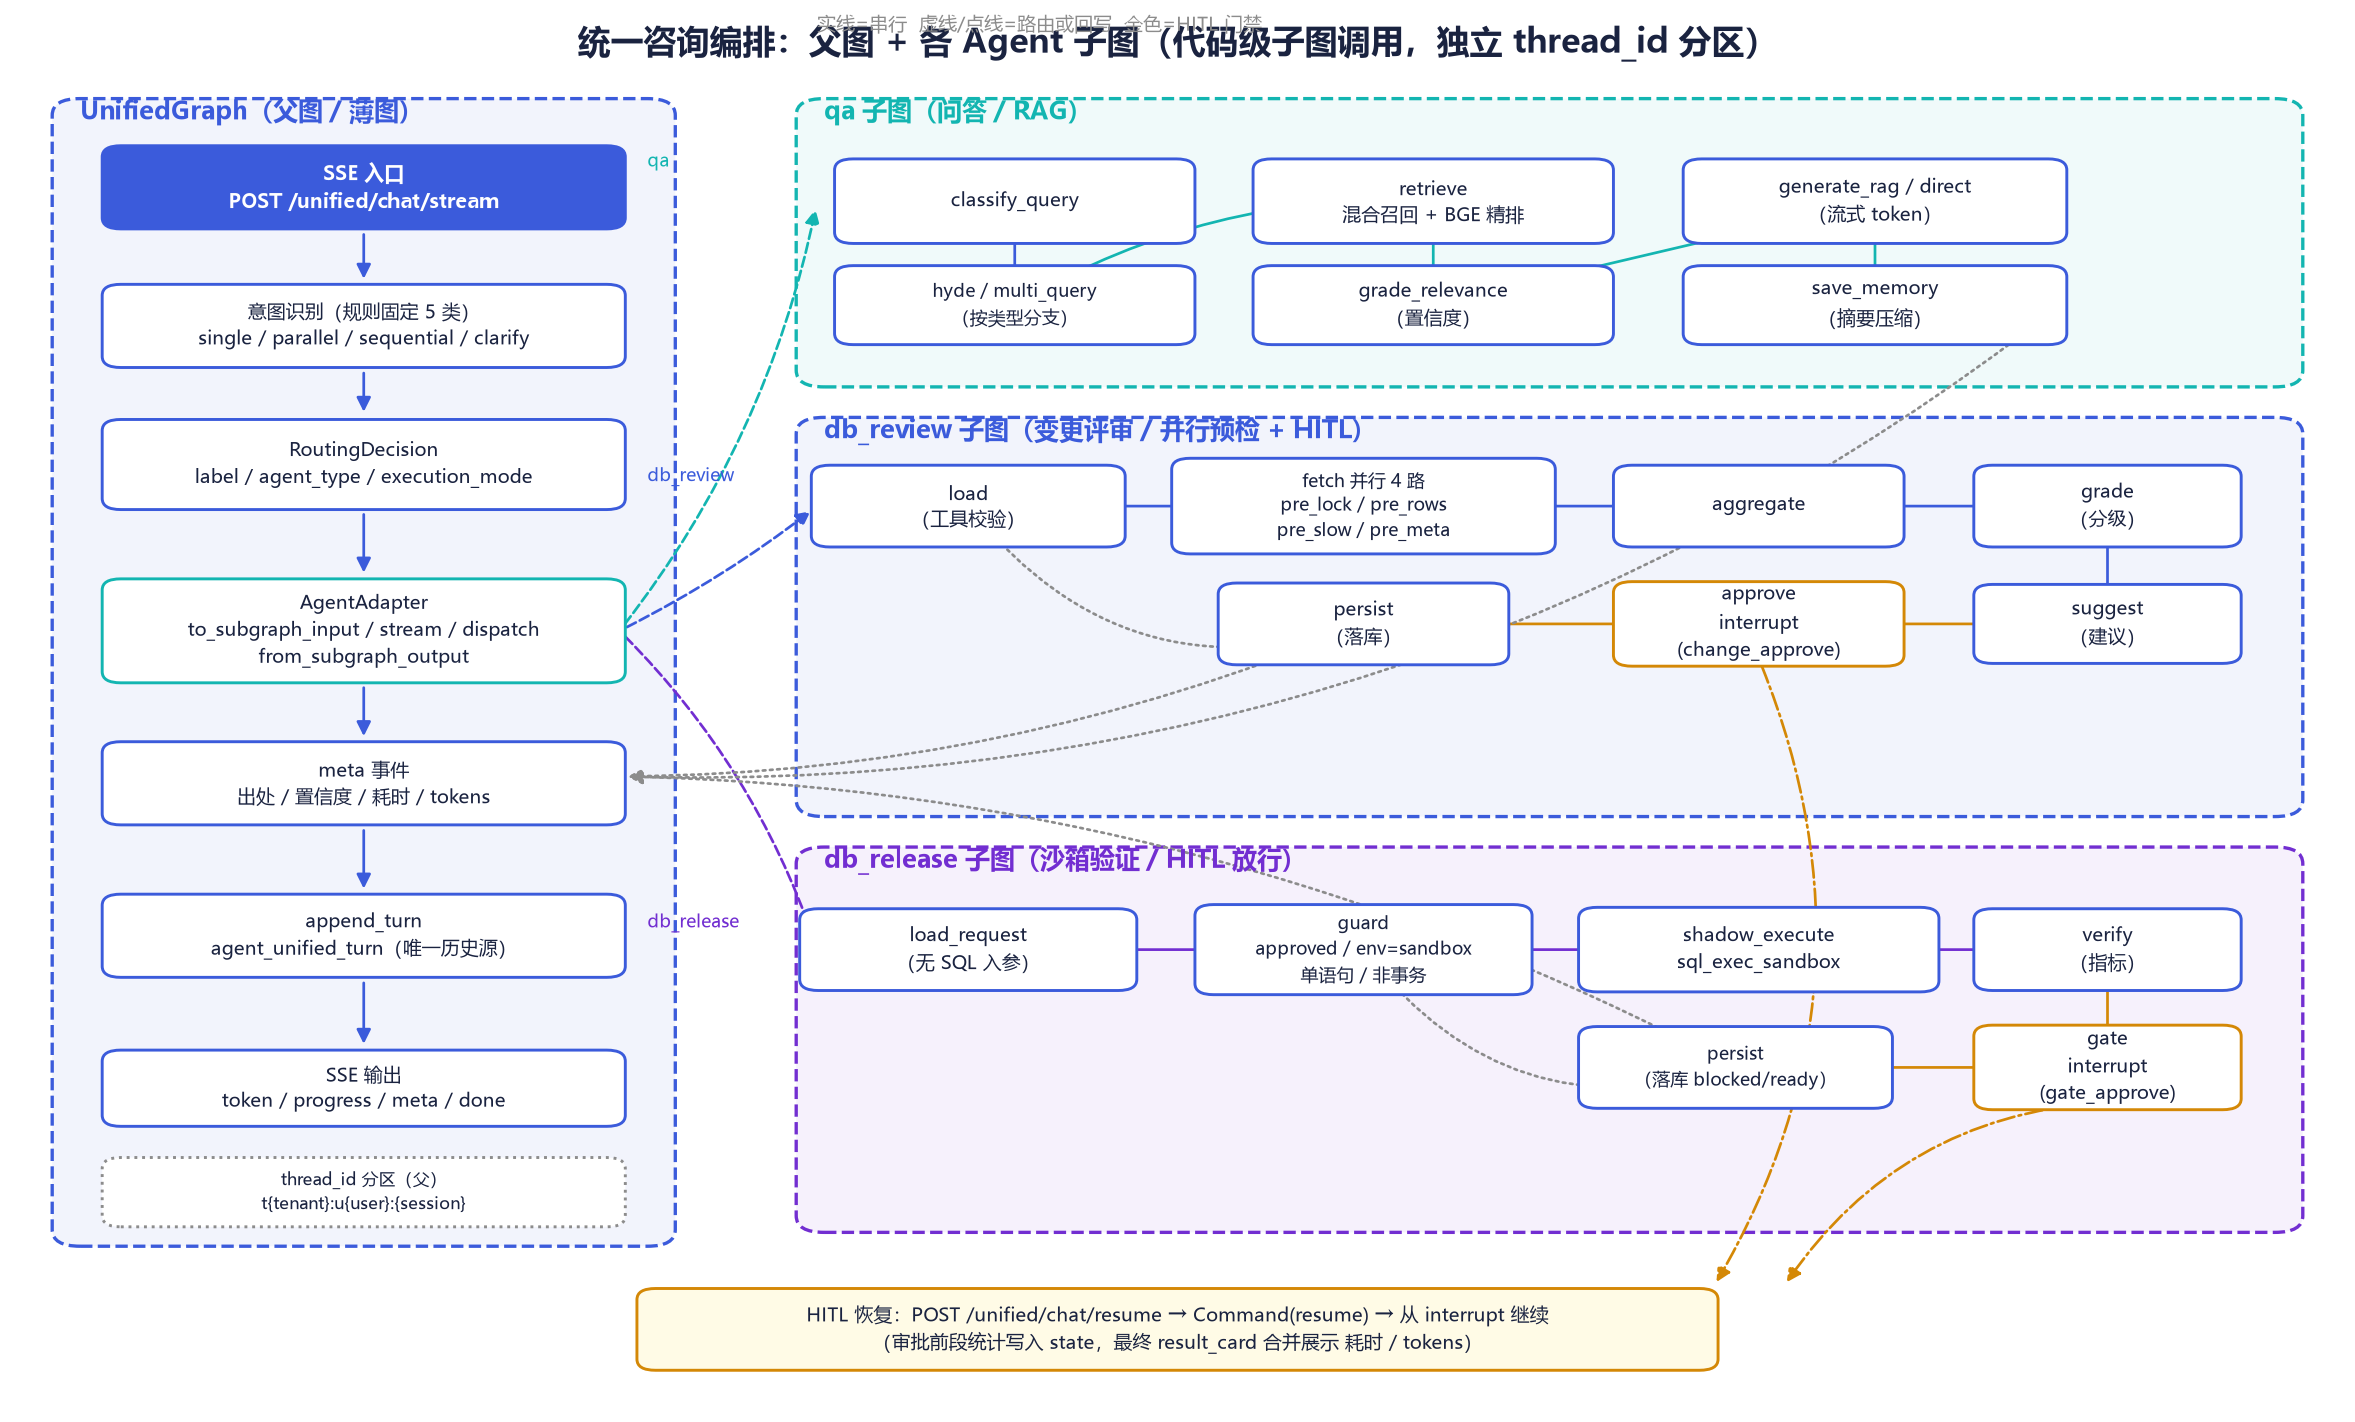 实线=串行 虚线/点线=路由或回写 金色=HITL 门禁
统一咨询编排：父图 + 各 Agent 子图（代码级子图调用，独立 thread_id 分区）
UnifiedGraph（父图 / 薄图）
SSE 入口
POST /unified/chat/stream
意图识别（规则固定 5 类）
single / parallel / sequential / clarify
RoutingDecision
label / agent_type / execution_mode
AgentAdapter
to_subgraph_input / stream / dispatch
from_subgraph_output
meta 事件
出处 / 置信度 / 耗时 / tokens
append_turn
agent_unified_turn（唯一历史源）
SSE 输出
token / progress / meta / done
thread_id 分区（父）
t{tenant}:u{user}:{session}
qa
db_review
db_release
qa 子图（问答 / RAG）
classify_query
retrieve
混合召回 + BGE 精排
generate_rag / direct
（流式 token）
hyde / multi_query
（按类型分支）
grade_relevance
（置信度）
save_memory
（摘要压缩）
db_review 子图（变更评审 / 并行预检 + HITL）
load
（工具校验）
fetch 并行 4 路
pre_lock / pre_rows
pre_slow / pre_meta
aggregate
grade
（分级）
persist
（落库）
approve
interrupt
(change_approve)
suggest
（建议）
db_release 子图（沙箱验证 / HITL 放行）
load_request
（无 SQL 入参）
guard
approved / env=sandbox
单语句 / 非事务
shadow_execute
sql_exec_sandbox
verify
（指标）
persist
（落库 blocked/ready）
gate
interrupt
(gate_approve)
HITL 恢复：POST /unified/chat/resume → Command(resume) → 从 interrupt 继续
（审批前段统计写入 state，最终 result_card 合并展示 耗时 / tokens）